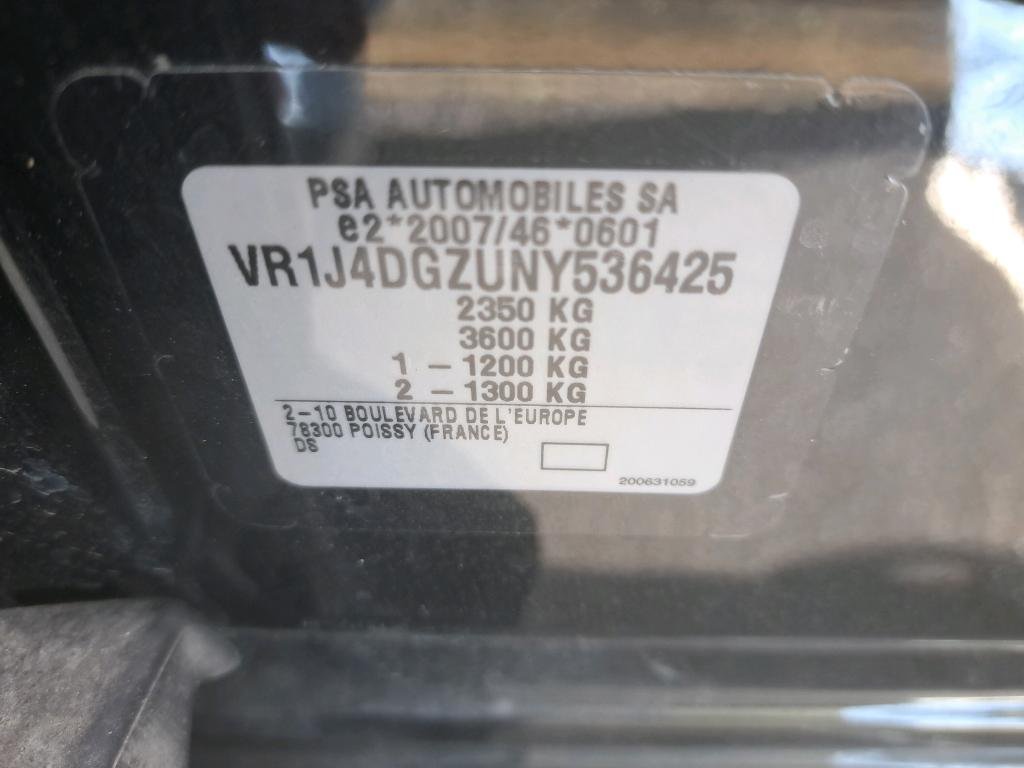 PSA AUTOMOBILES SA
e2*2007/46*0601
VR1J4DGZUNY536425
2350 KG
3600 KG
1 - 1200 KG
2 - 1300 KG
2-10 BOULEVARD DE L'EUROPE
78300 POISSY (FRANCE)
DS
200631059